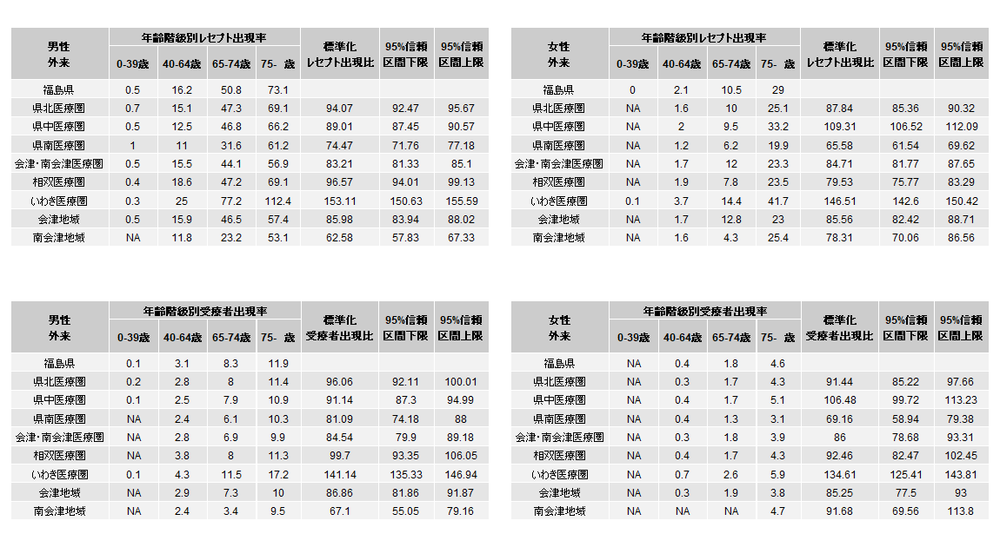 男性 外来 年齢階級別レセプト出現率 標準化 レセプト出現比 95%信頼 区間下限 95%信頼 区間上限
0-39歳 40-64歳 65-74歳 75- 歳
福島県 0.5 16.2 50.8 73.1
県北医療圏 0.7 15.1 47.3 69.1 94.07 92.47 95.67
県中医療圏 0.5 12.5 46.8 66.2 89.01 87.45 90.57
県南医療圏 1 11 31.6 61.2 74.47 71.76 77.18
会津・南会津医療圏 0.5 15.5 44.1 56.9 83.21 81.33 85.1
相双医療圏 0.4 18.6 47.2 69.1 96.57 94.01 99.13
いわき医療圏 0.3 25 77.2 112.4 153.11 150.63 155.59
会津地域 0.5 15.9 46.5 57.4 85.98 83.94 88.02
南会津地域 NA 11.8 23.2 53.1 62.58 57.83 67.33
女性 外来 年齢階級別レセプト出現率 標準化 レセプト出現比 95%信頼 区間下限 95%信頼 区間上限
0-39歳 40-64歳 65-74歳 75- 歳
福島県 0 2.1 10.5 29
県北医療圏 NA 1.6 10 25.1 87.84 85.36 90.32
県中医療圏 NA 2 9.5 33.2 109.31 106.52 112.09
県南医療圏 NA 1.2 6.2 19.9 65.58 61.54 69.62
会津・南会津医療圏 NA 1.7 12 23.3 84.71 81.77 87.65
相双医療圏 NA 1.9 7.8 23.5 79.53 75.77 83.29
いわき医療圏 0.1 3.7 14.4 41.7 146.51 142.6 150.42
会津地域 NA 1.7 12.8 23 85.56 82.42 88.71
南会津地域 NA 1.6 4.3 25.4 78.31 70.06 86.56
男性 外来 年齢階級別受療者出現率 標準化 受療者出現比 95%信頼 区間下限 95%信頼 区間上限
0-39歳 40-64歳 65-74歳 75- 歳
福島県 0.1 3.1 8.3 11.9
県北医療圏 0.2 2.8 8 11.4 96.06 92.11 100.01
県中医療圏 0.1 2.5 7.9 10.9 91.14 87.3 94.99
県南医療圏 NA 2.4 6.1 10.3 81.09 74.18 88
会津・南会津医療圏 NA 2.8 6.9 9.9 84.54 79.9 89.18
相双医療圏 NA 3.8 8 11.3 99.7 93.35 106.05
いわき医療圏 0.1 4.3 11.5 17.2 141.14 135.33 146.94
会津地域 NA 2.9 7.3 10 86.86 81.86 91.87
南会津地域 NA 2.4 3.4 9.5 67.1 55.05 79.16
女性 外来 年齢階級別受療者出現率 標準化 受療者出現比 95%信頼 区間下限 95%信頼 区間上限
0-39歳 40-64歳 65-74歳 75- 歳
福島県 NA 0.4 1.8 4.6
県北医療圏 NA 0.3 1.7 4.3 91.44 85.22 97.66
県中医療圏 NA 0.4 1.7 5.1 106.48 99.72 113.23
県南医療圏 NA 0.4 1.3 3.1 69.16 58.94 79.38
会津・南会津医療圏 NA 0.3 1.8 3.9 86 78.68 93.31
相双医療圏 NA 0.4 1.7 4.3 92.46 82.47 102.45
いわき医療圏 NA 0.7 2.6 5.9 134.61 125.41 143.81
会津地域 NA 0.3 1.9 3.8 85.25 77.5 93
南会津地域 NA NA NA 4.7 91.68 69.56 113.8